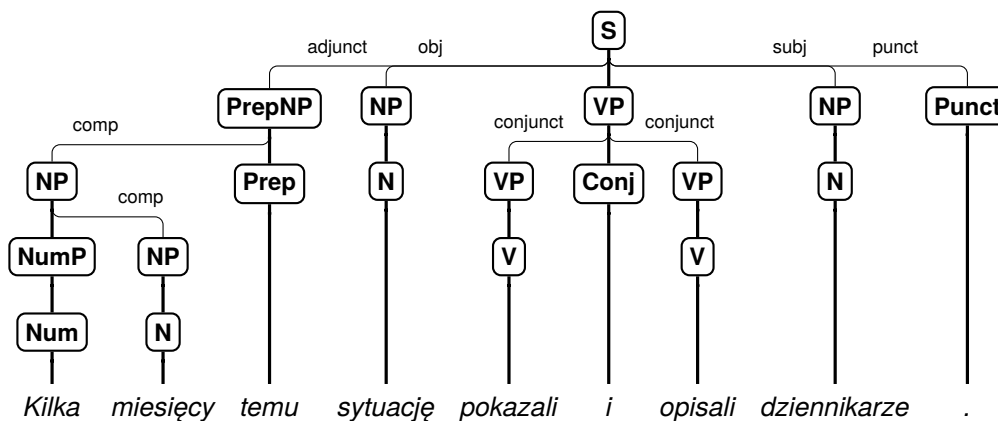 S
adjunct obj subj punct
PrepNP NP VP NP Punct
comp conjunct conjunct
NP Prep N VP Conj VP N
comp
NumP NP V V
Num N
Kilka miesięcy temu sytuację pokazali i opisali dziennikarze .